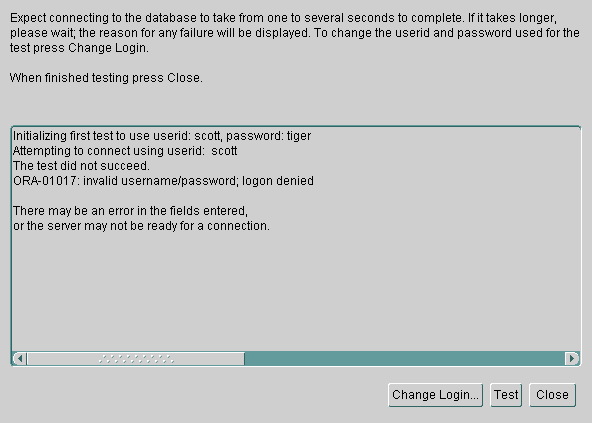 Expect connecting to the database to take from one to several seconds to complete. If it takes longer,
please wait; the reason for any failure will be displayed. To change the userid and password used for the
test press Change Login.
When finished testing press Close.
Initializing first test to use userid: scott, password: tiger
Attempting to connect using userid:  scott
The test did not succeed.
ORA-01017: invalid username/password; logon denied
There may be an error in the fields entered,
or the server may not be ready for a connection.
Change Login... Test Close